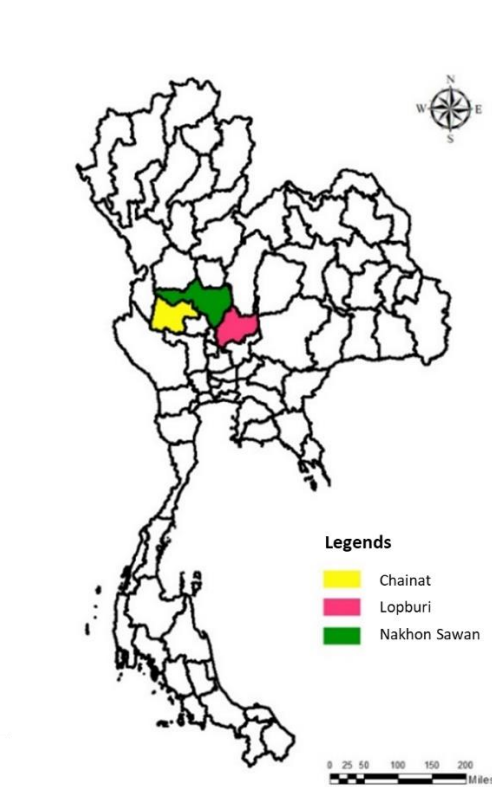 N
W E
S
Legends
Chainat
Lopburi
Nakhon Sawan
0 25 50 100 150 200
Miles